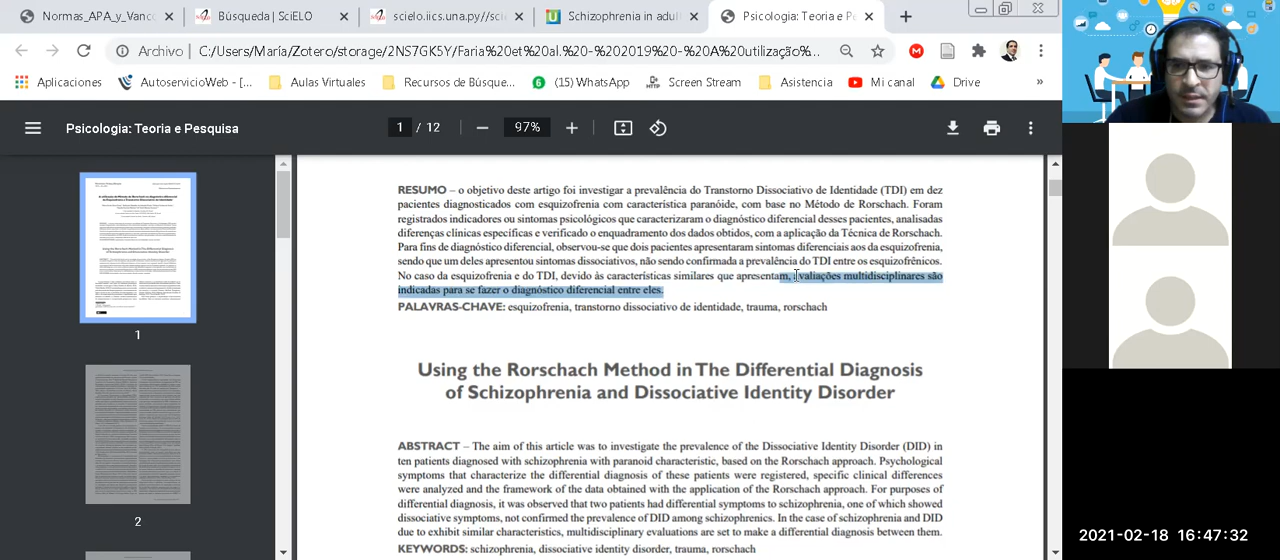 Normas_APA_y_Vanco
Búsqueda | SciELO
scielo.iics.una.py//sc
Schizophrenia in adul
Psicologia: Teoria e Pe
Archivo
C:/Users/María/Zotero/storage/2NS7GK5Y/Faria%20et%20al.%20-%202019%20-%20A%20utilização%...
Aplicaciones
AutoservicioWeb - [...
Aulas Virtuales
Recursos de Búsque...
6
(15) WhatsApp
HTTP
Screen Stream
Asistencia
Mi canal
Drive
»
Psicologia: Teoria e Pesquisa
1 / 12
97%
RESUMO – o objetivo deste artigo foi investigar a prevalência do Transtorno Dissociativo de Identidade (TDI) em dez
pacientes diagnosticados com esquizofrenia com característica paranóide, com base no Método de Rorschach. Foram
registrados indicadores ou sintomas psicológicos que caracterizaram o diagnóstico diferencial desses pacientes, analisadas
diferenças clínicas específicas e verificado o enquadramento dos dados obtidos, com a aplicação da Técnica de Rorschach.
Para fins de diagnóstico diferencial, observou-se que dois pacientes apresentaram sintomas diferenciais aos da esquizofrenia,
sendo que um deles apresentou sintomas dissociativos, não sendo confirmada a prevalência do TDI entre os esquizofrênicos.
No caso da esquizofrenia e do TDI, devido às características similares que apresentam, avaliações multidisciplinares são
indicadas para se fazer o diagnóstico diferencial entre eles.
PALAVRAS-CHAVE: esquizofrenia, transtorno dissociativo de identidade, trauma, rorschach
Using the Rorschach Method in The Differential Diagnosis
of Schizophrenia and Dissociative Identity Disorder
ABSTRACT – The aim of this article was to investigate the prevalence of the Dissociative Identity Disorder (DID) in
ten patients diagnosed with schizophrenia with paranoid characteristic, based on the Rorschach approach. Psychological
symptoms that characterize the differential diagnosis of these patients were registered, specific clinical differences
were analyzed and the framework of the data obtained with the application of the Rorschach approach. For purposes of
differential diagnosis, it was observed that two patients had differential symptoms to schizophrenia, one of which showed
dissociative symptoms, not confirmed the prevalence of DID among schizophrenics. In the case of schizophrenia and DID
due to exhibit similar characteristics, multidisciplinary evaluations are set to make a differential diagnosis between them.
KEYWORDS: schizophrenia, dissociative identity disorder, trauma, rorschach
1
2
2021-02-18 16:47:32